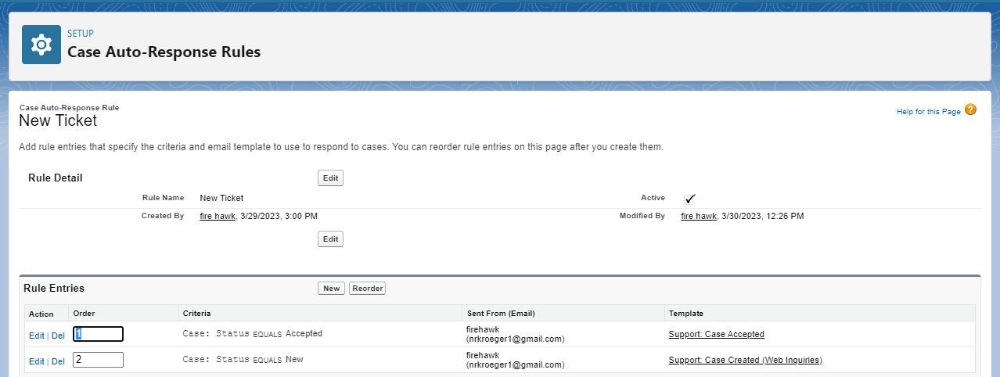 SETUP
Case Auto-Response Rules
Case Auto-Response Rule
New Ticket
Help for this Page ?
Add rule entries that specify the criteria and email template to use to respond to cases. You can reorder rule entries on this page after you create them.
Rule Detail Edit
Rule Name New Ticket Active
Created By fire hawk, 3/29/2023, 3:00 PM Modified By fire hawk, 3/30/2023, 12:26 PM
Edit
Rule Entries New Reorder
Action Order Criteria Sent From (Email) Template
Edit | Del 1 Case: Status EQUALS Accepted firehawk (nrkroeger1@gmail.com) Support: Case Accepted
Edit | Del 2 Case: Status EQUALS New firehawk (nrkroeger1@gmail.com) Support: Case Created (Web Inquiries)